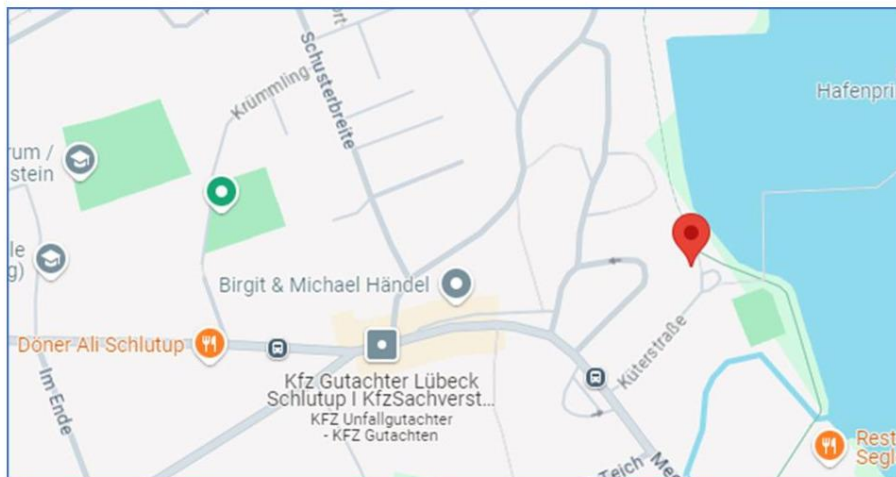 Hafenpri
Schusterbreite
Krümmling
rum /
stein
le
g)
Birgit & Michael Händel
Döner Ali Schlutup
Im Ende
Kfz Gutachter Lübeck
Schlutup I KfzSachverst...
KFZ Unfallgutachter
- KFZ Gutachten
Küterstraße
Teich
Rest
Segl